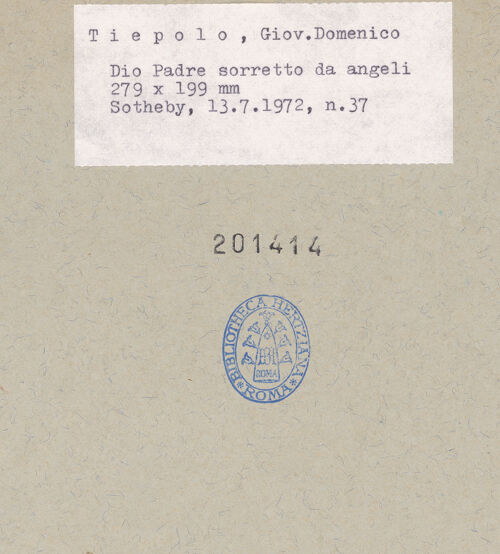 T i e p o l o , Giov.Domenico
Dio Padre sorretto da angeli
279 x 199 mm
Sotheby, 13.7.1972, n.37
201414
BIBLIOTHECA HERTZIANA
ROMA
* ROMA *